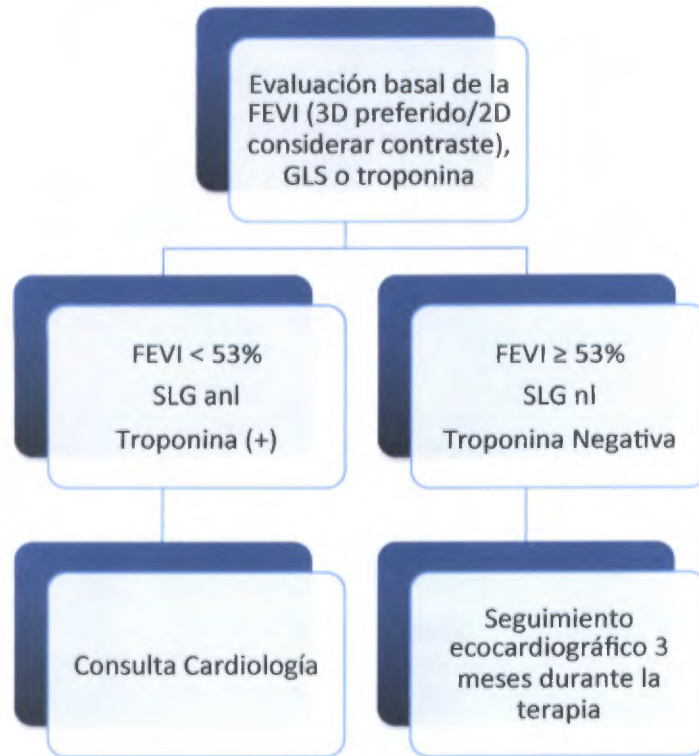 Evaluación basal de la
FEVI (3D preferido/2D
considerar contraste),
GLS o troponina
FEVI < 53%
SLG anl
Troponina (+)
FEVI ≥ 53%
SLG nl
Troponina Negativa
Consulta Cardiología
Seguimiento
ecocardiográfico 3
meses durante la
terapia